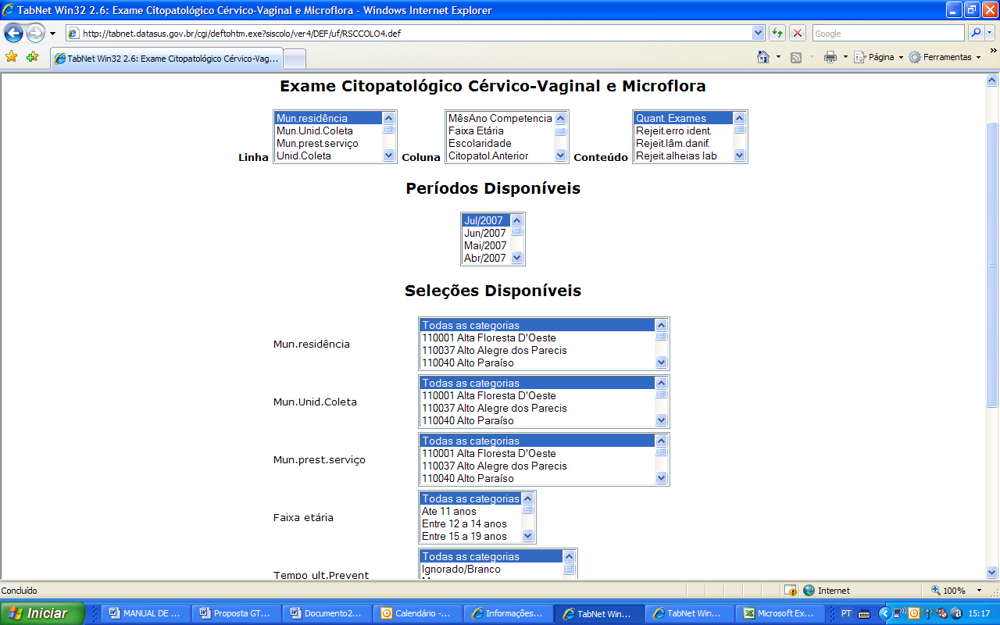 TabNet Win32 2.6: Exame Citopatológico Cérvico-Vaginal e Microflora - Windows Internet Explorer
http://tabnet.datasus.gov.br/cgi/deftohtm.exe?siscolo/ver4/DEF/uf/RSCCOLO4.def
Google
TabNet Win32 2.6: Exame Citopatológico Cérvico-Vag...
Página
Ferramentas
Exame Citopatológico Cérvico-Vaginal e Microflora
Linha
Mun.residência
Mun.Unid.Coleta
Mun.prest.serviço
Unid.Coleta
Coluna
MêsAno Competencia
Faixa Etária
Escolaridade
Citopatol.Anterior
Conteúdo
Quant. Exames
Rejeit.erro ident.
Rejeit.lâm.danif.
Rejeit.alheias lab
Períodos Disponíveis
Jul/2007
Jun/2007
Mai/2007
Abr/2007
Seleções Disponíveis
Mun.residência
Todas as categorias
110001 Alta Floresta D'Oeste
110037 Alto Alegre dos Parecis
110040 Alto Paraíso
Mun.Unid.Coleta
Todas as categorias
110001 Alta Floresta D'Oeste
110037 Alto Alegre dos Parecis
110040 Alto Paraíso
Mun.prest.serviço
Todas as categorias
110001 Alta Floresta D'Oeste
110037 Alto Alegre dos Parecis
110040 Alto Paraíso
Faixa etária
Todas as categorias
Ate 11 anos
Entre 12 a 14 anos
Entre 15 a 19 anos
Tempo ult.Prevent
Todas as categorias
Ignorado/Branco
Concluído
Internet
100%
Iniciar
MANUAL DE ...
Proposta GT...
Documento2...
Calendário -...
Informações...
TabNet Win...
TabNet Win...
Microsoft Ex...
PT
15:17